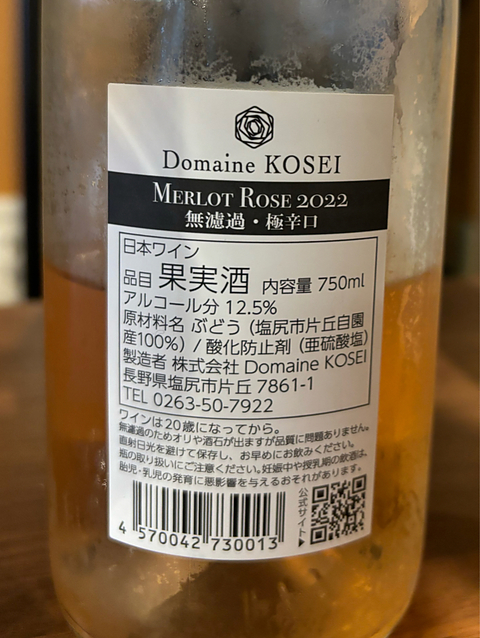 Domaine KOSEI
MERLOT ROSE 2022
無濾過・極辛口
日本ワイン
品目 果実酒 内容量 750ml
アルコール分 12.5%
原材料名 ぶどう（塩尻市片丘自園
産100%）/ 酸化防止剤（亜硫酸塩）
製造者 株式会社 Domaine KOSEI
長野県塩尻市片丘 7861-1
TEL 0263-50-7922
ワインは20歳になってから。
無濾過のためオリや酒石が出ますが品質に問題ありません。
直射日光を避けて保存し、お早めにお飲みください。
瓶の取り扱いにご注意ください。妊娠中や授乳期の飲酒は、
胎児・乳児の発育に悪影響を与えるおそれがあります。
公式サイト▶
4 570042 730013